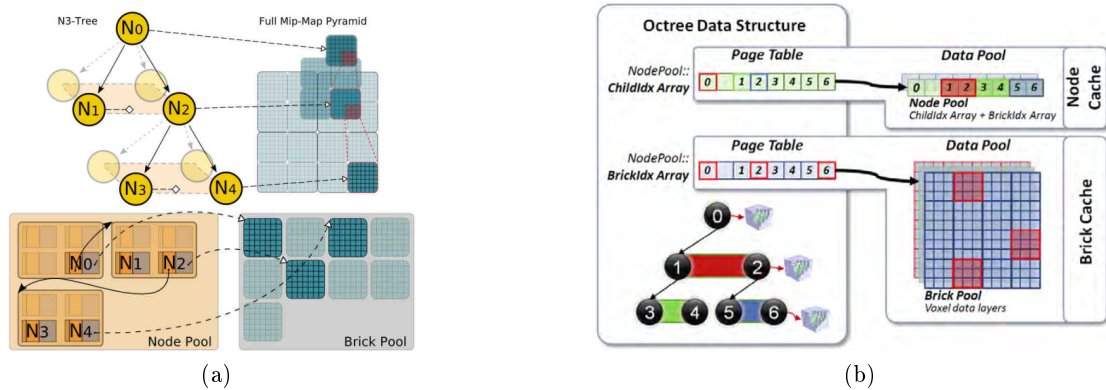 N3-Tree
Full Mip-Map Pyramid
N0
N1
N2
N3
N4
N0
N1
N2
N3
N4
Node Pool
Brick Pool
(a)
Octree Data Structure
Page Table
Data Pool
NodePool::
ChildIdx Array
0 1 2 3 4 5 6
0 1 2 3 4 5 6
Node Pool
ChildIdx Array + BrickIdx Array
Node
Cache
Page Table
Data Pool
NodePool::
BrickIdx Array
0 1 2 3 4 5 6
Brick Pool
Voxel data layers
Brick Cache
0
1
2
3
4
5
6
(b)